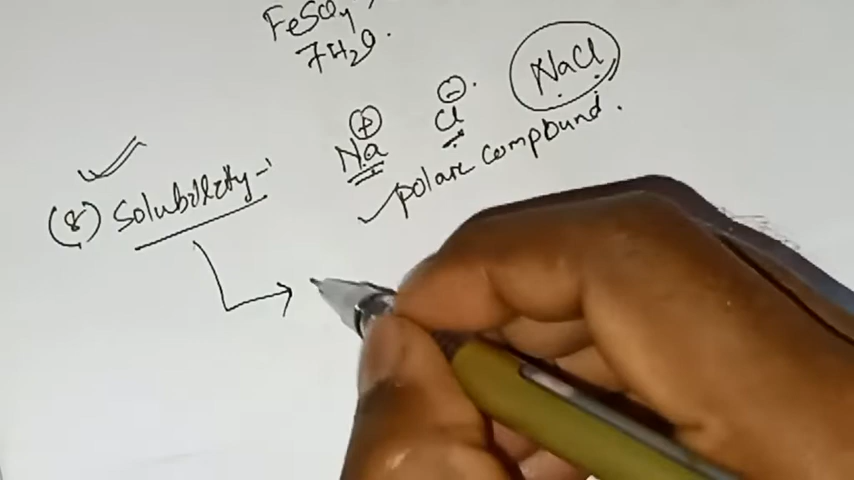 FeSO4
7H2O.
NaCl
+ -
Na Cl
polar compound.
(8) Solubility -